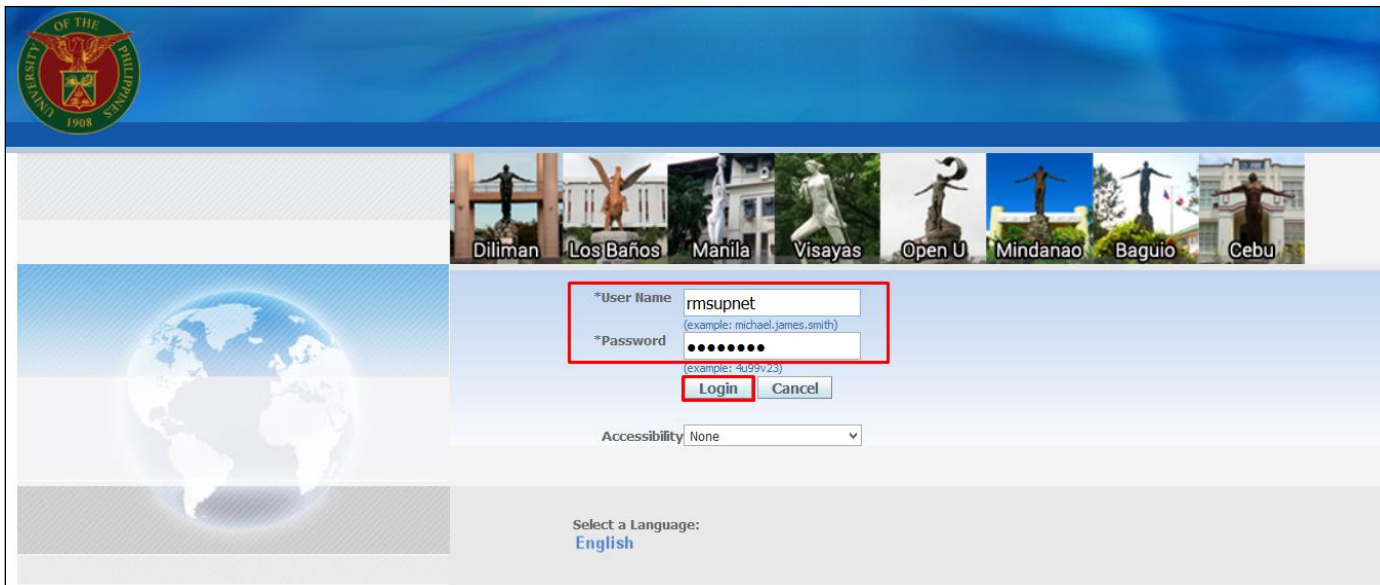 UNIVERSITY OF THE PHILIPPINES
1908
Diliman Los Baños Manila Visayas Open U Mindanao Baguio Cebu
*User Name rmsupnet
(example: michael.james.smith)
*Password ••••••••
(example: 4u99v23)
Login Cancel
Accessibility None
Select a Language:
English